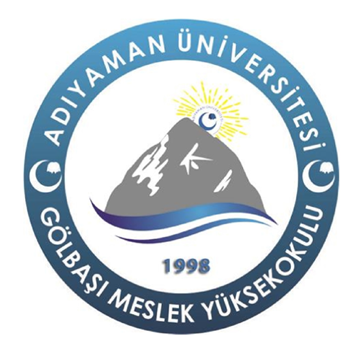 ADIYAMAN ÜNİVERSİTESİ
1998
GÖLBAŞI MESLEK YÜKSEKOKULU